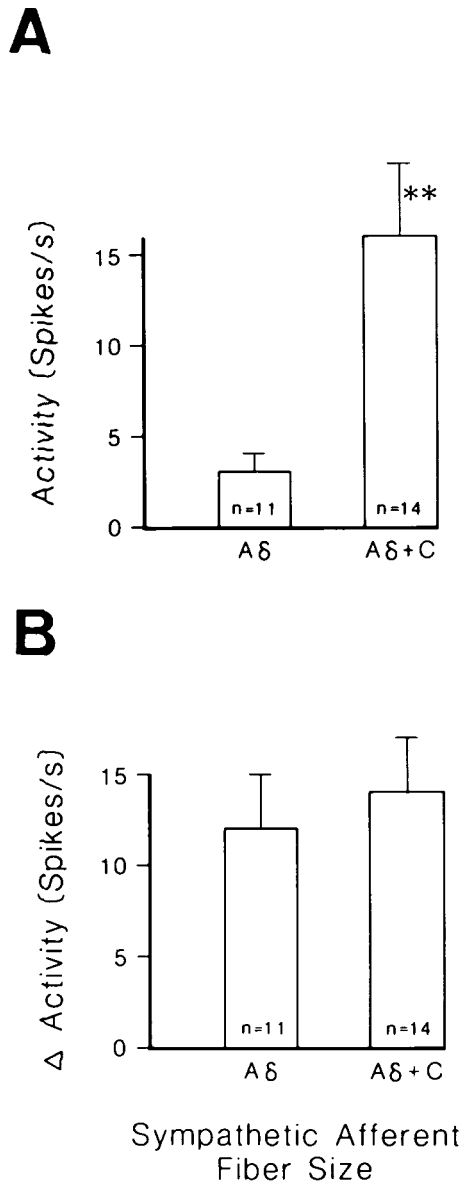 A
Activity (Spikes/s)
15
10
5
0
**
n=11
n=14
Aδ
Aδ+C
B
Δ Activity (Spikes/s)
15
10
5
0
n=11
n=14
Aδ
Aδ+C
Sympathetic Afferent
Fiber Size